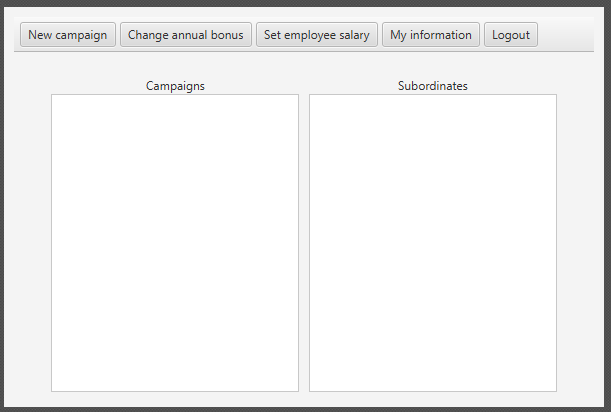 New campaign Change annual bonus Set employee salary My information Logout
Campaigns Subordinates